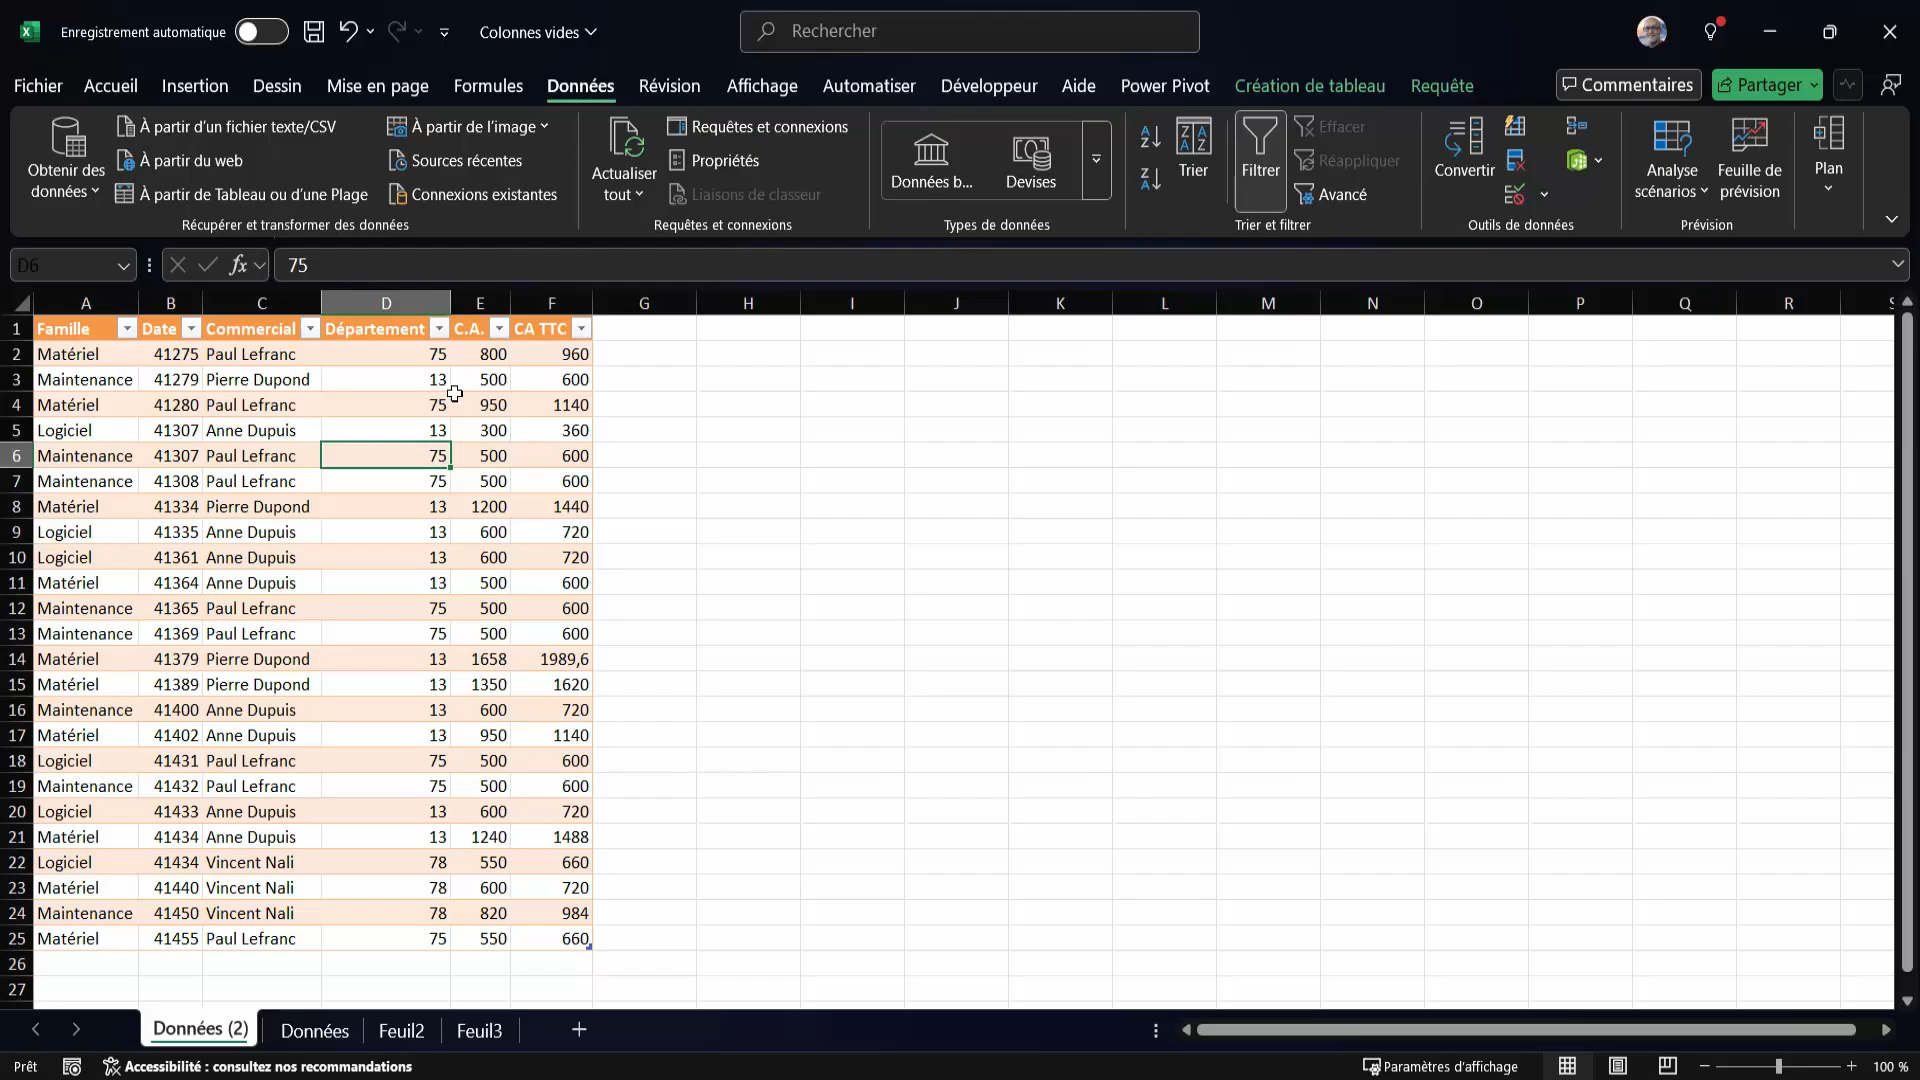 Enregistrement automatique
Colonnes vides
Rechercher
Fichier Accueil Insertion Dessin Mise en page Formules Données Révision Affichage Automatiser Développeur Aide Power Pivot Création de tableau Requête Commentaires Partager
Obtenir des données
À partir d'un fichier texte/CSV
À partir du web
À partir de Tableau ou d'une Plage
À partir de l'image
Sources récentes
Connexions existantes
Récupérer et transformer des données
Actualiser tout
Requêtes et connexions
Propriétés
Liaisons de classeur
Requêtes et connexions
Données b...
Devises
Types de données
Trier
Filtrer
Effacer
Réappliquer
Avancé
Trier et filtrer
Convertir
Outils de données
Analyse scénarios
Feuille de prévision
Prévision
Plan
D6 fx 75
A B C D E F G H I J K L M N O P Q R S
1 Famille Date Commercial Département C.A. CA TTC
2 Matériel 41275 Paul Lefranc 75 800 960
3 Maintenance 41279 Pierre Dupond 13 500 600
4 Matériel 41280 Paul Lefranc 75 950 1140
5 Logiciel 41307 Anne Dupuis 13 300 360
6 Maintenance 41307 Paul Lefranc 75 500 600
7 Maintenance 41308 Paul Lefranc 75 500 600
8 Matériel 41334 Pierre Dupond 13 1200 1440
9 Logiciel 41335 Anne Dupuis 13 600 720
10 Logiciel 41361 Anne Dupuis 13 600 720
11 Matériel 41364 Anne Dupuis 13 500 600
12 Maintenance 41365 Paul Lefranc 75 500 600
13 Maintenance 41369 Paul Lefranc 75 500 600
14 Matériel 41379 Pierre Dupond 13 1658 1989,6
15 Matériel 41389 Pierre Dupond 13 1350 1620
16 Maintenance 41400 Anne Dupuis 13 600 720
17 Matériel 41402 Anne Dupuis 13 950 1140
18 Logiciel 41431 Paul Lefranc 75 500 600
19 Maintenance 41432 Paul Lefranc 75 500 600
20 Logiciel 41433 Anne Dupuis 13 600 720
21 Matériel 41434 Anne Dupuis 13 1240 1488
22 Logiciel 41434 Vincent Nali 78 550 660
23 Matériel 41440 Vincent Nali 78 600 720
24 Maintenance 41450 Vincent Nali 78 820 984
25 Matériel 41455 Paul Lefranc 75 550 660
26
27
Données (2) Données Feuil2 Feuil3
Prêt Accessibilité : consultez nos recommandations Paramètres d'affichage 100 %